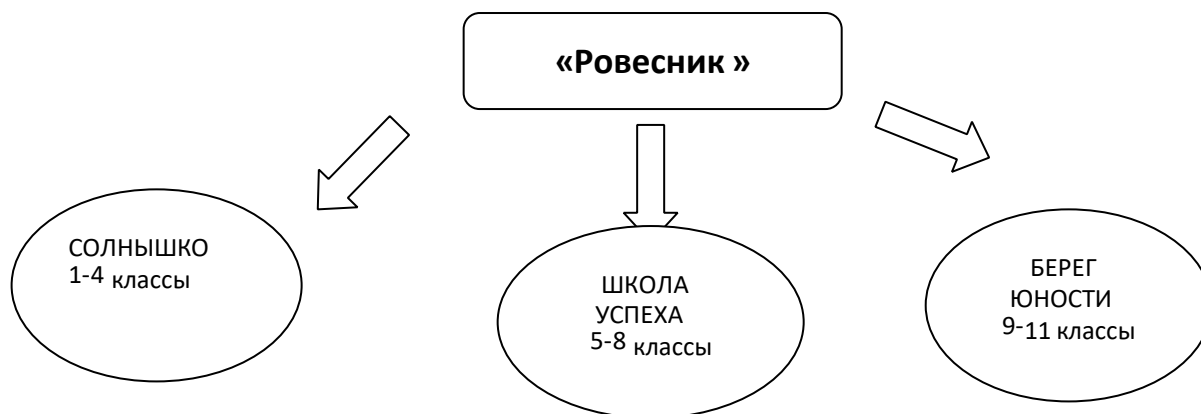 «Ровесник »
СОЛНЫШКО
1-4 классы
ШКОЛА
УСПЕХА
5-8 классы
БЕРЕГ
ЮНОСТИ
9-11 классы